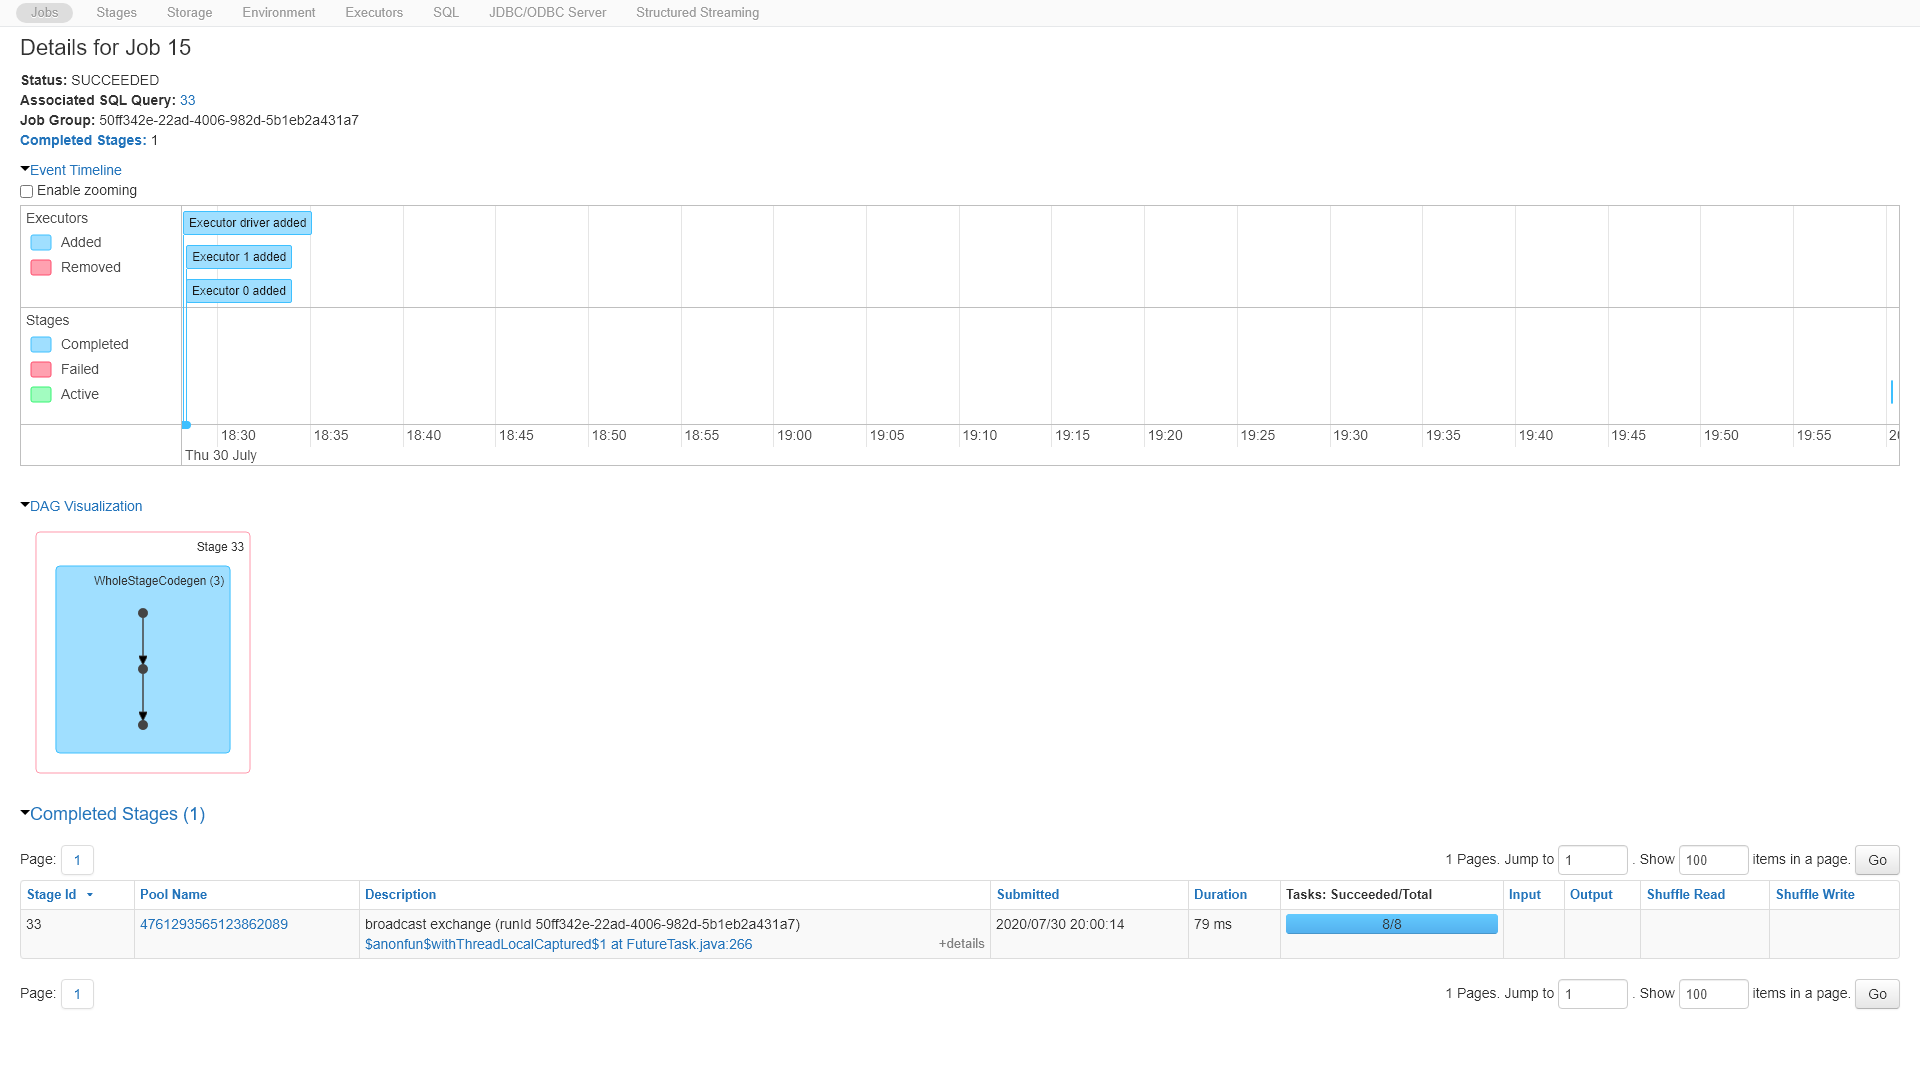 Jobs Stages Storage Environment Executors SQL JDBC/ODBC Server Structured Streaming
Details for Job 15
Status: SUCCEEDED
Associated SQL Query: 33
Job Group: 50ff342e-22ad-4006-982d-5b1eb2a431a7
Completed Stages: 1
Event Timeline
Enable zooming
Executors
Added
Removed
Executor driver added
Executor 1 added
Executor 0 added
Stages
Completed
Failed
Active
18:30 18:35 18:40 18:45 18:50 18:55 19:00 19:05 19:10 19:15 19:20 19:25 19:30 19:35 19:40 19:45 19:50 19:55
Thu 30 July
DAG Visualization
Stage 33
WholeStageCodegen (3)
Completed Stages (1)
Page: 1 1 Pages. Jump to 1 . Show 100 items in a page. Go
Stage Id Pool Name Description Submitted Duration Tasks: Succeeded/Total Input Output Shuffle Read Shuffle Write
33 4761293565123862089 broadcast exchange (runId 50ff342e-22ad-4006-982d-5b1eb2a431a7) 2020/07/30 20:00:14 79 ms 8/8
$anonfun$withThreadLocalCaptured$1 at FutureTask.java:266 +details
Page: 1 1 Pages. Jump to 1 . Show 100 items in a page. Go